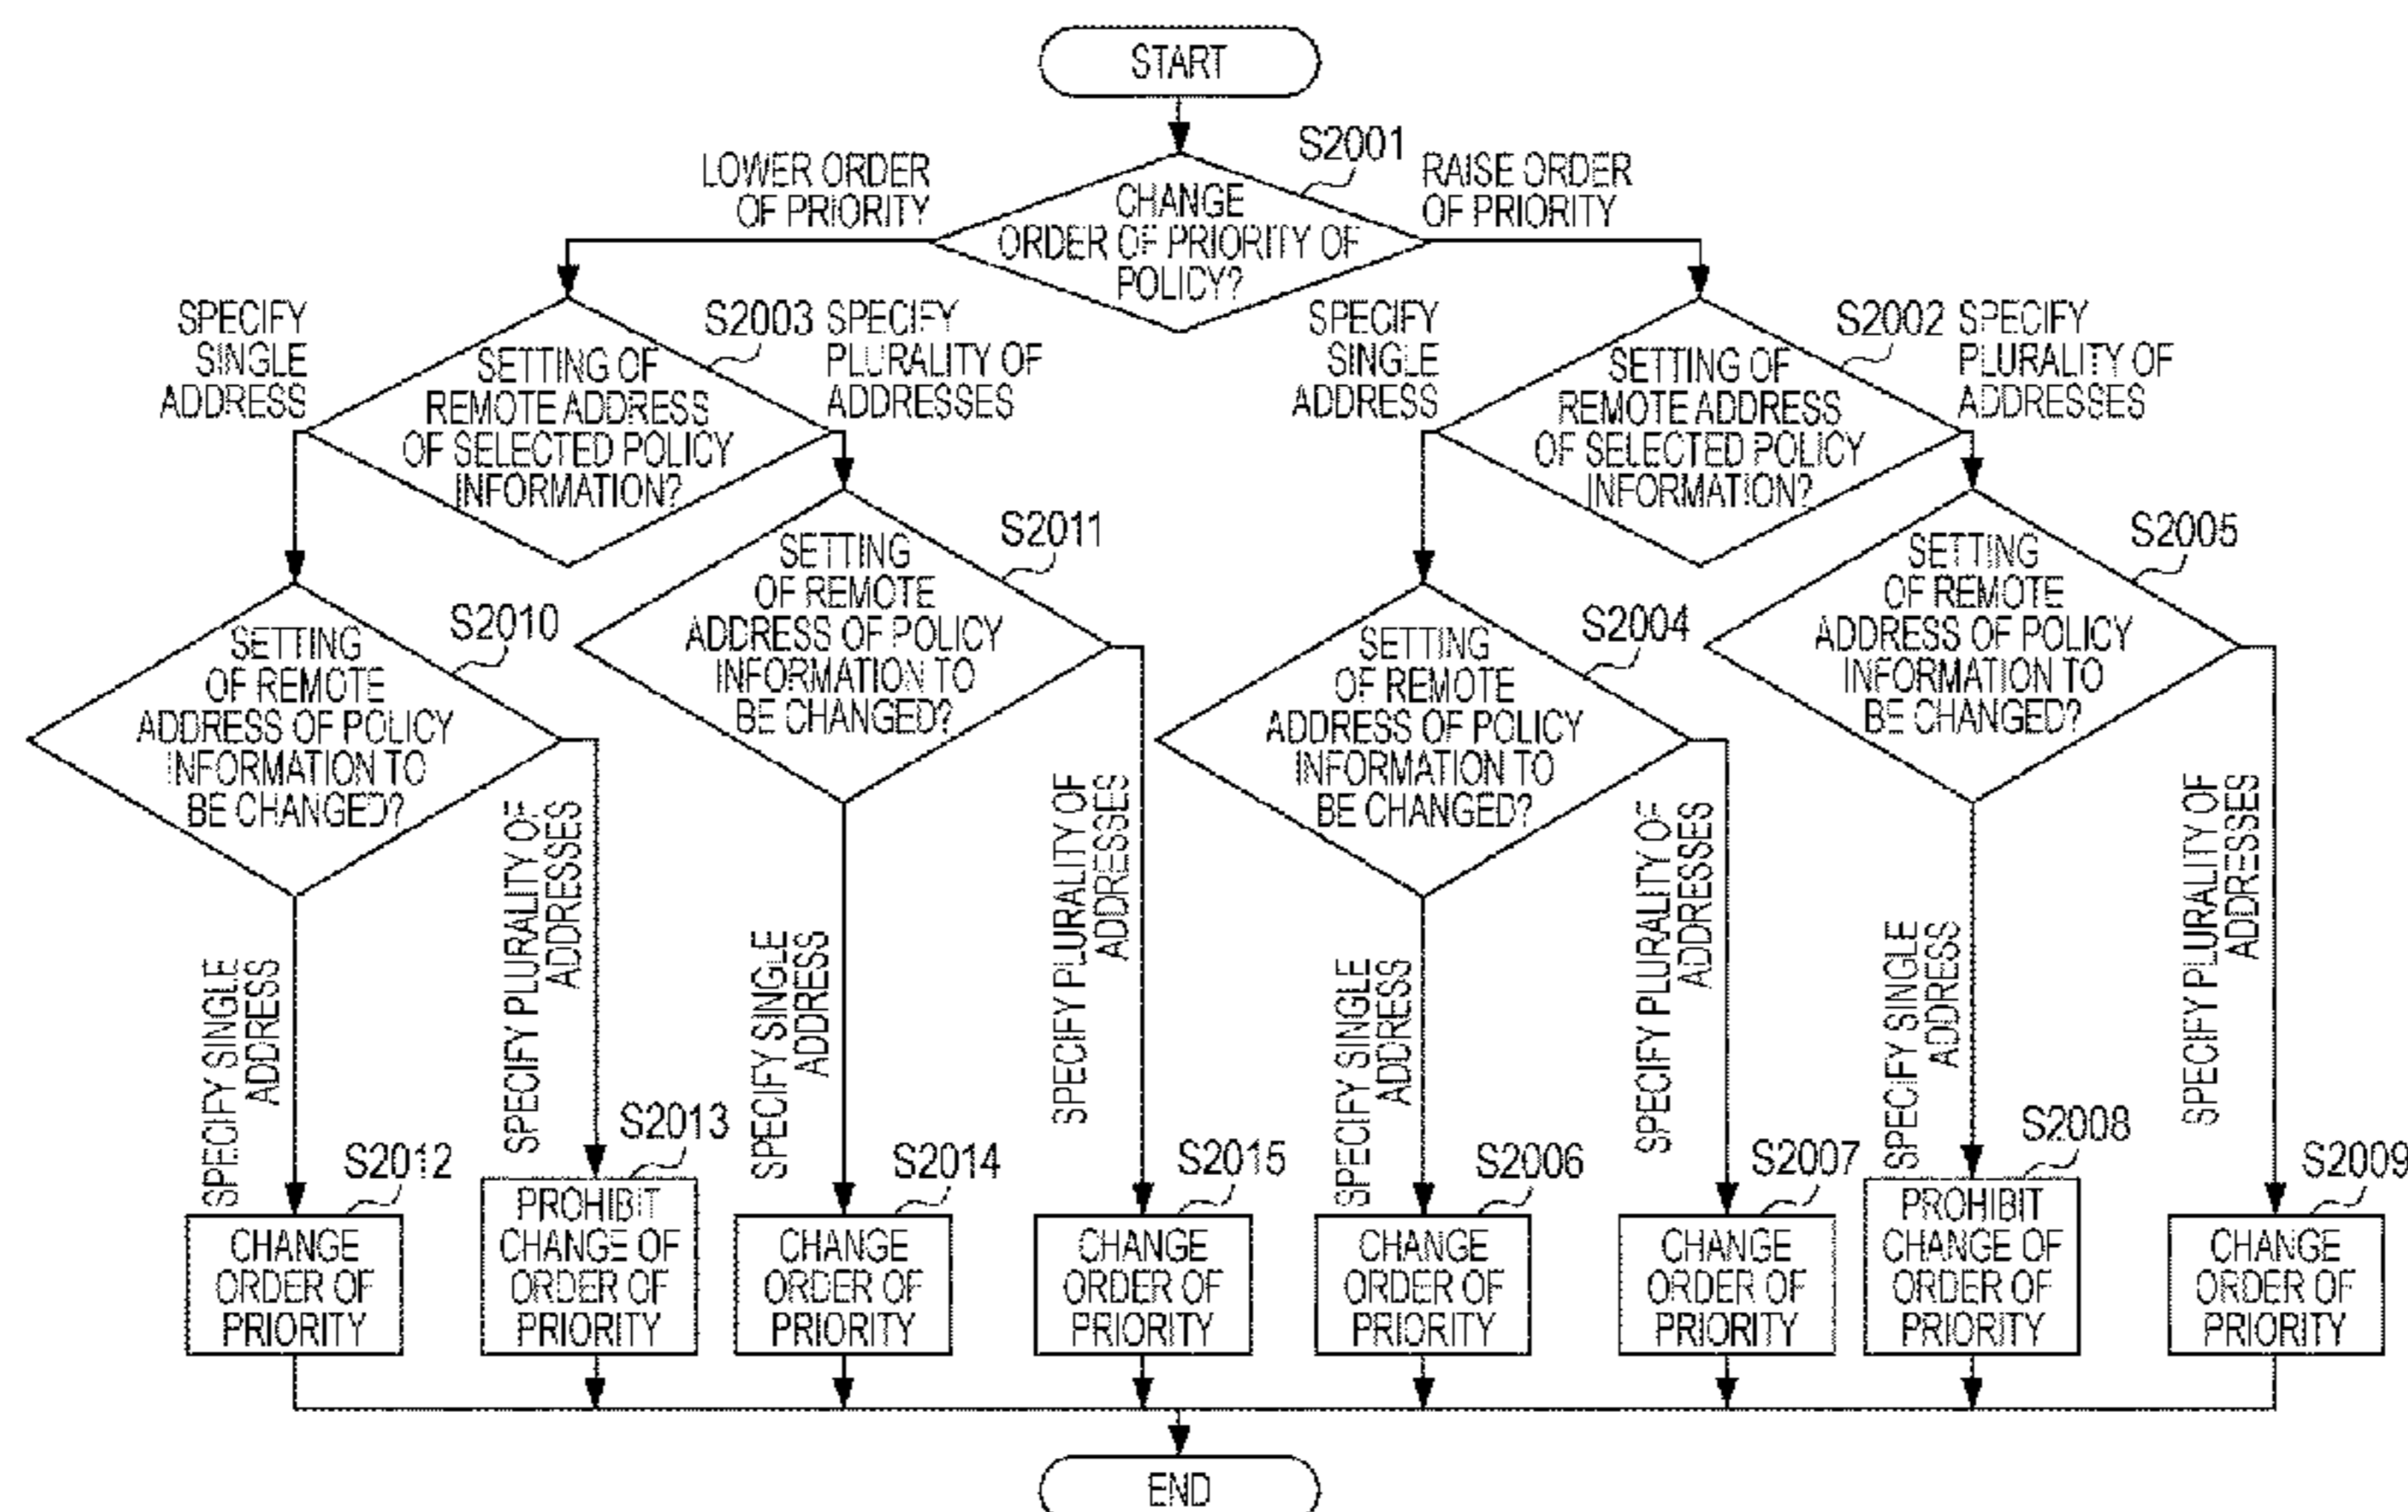 START
S2001
LOWER ORDER
OF PRIORITY
RAISE ORDER
OF PRIORITY
CHANGE
ORDER OF PRIORITY OF
POLICY?
SPECIFY
SINGLE
ADDRESS
S2003
SPECIFY
PLURALITY OF
ADDRESSES
SETTING OF
REMOTE ADDRESS
OF SELECTED POLICY
INFORMATION?
SPECIFY
SINGLE
ADDRESS
S2002
SPECIFY
PLURALITY OF
ADDRESSES
SETTING OF
REMOTE ADDRESS
OF SELECTED POLICY
INFORMATION?
S2010
SETTING
OF REMOTE
ADDRESS OF POLICY
INFORMATION TO
BE CHANGED?
S2011
SETTING
OF REMOTE
ADDRESS OF POLICY
INFORMATION TO
BE CHANGED?
S2004
SETTING
OF REMOTE
ADDRESS OF POLICY
INFORMATION TO
BE CHANGED?
S2005
SETTING
OF REMOTE
ADDRESS OF POLICY
INFORMATION TO
BE CHANGED?
SPECIFY SINGLE
ADDRESS
SPECIFY PLURALITY OF
ADDRESSES
SPECIFY SINGLE
ADDRESS
SPECIFY PLURALITY OF
ADDRESSES
SPECIFY SINGLE
ADDRESS
SPECIFY PLURALITY OF
ADDRESSES
SPECIFY SINGLE
ADDRESS
SPECIFY PLURALITY OF
ADDRESSES
S2012
CHANGE
ORDER OF
PRIORITY
S2013
PROHIBIT
CHANGE OF
ORDER OF
PRIORITY
S2014
CHANGE
ORDER OF
PRIORITY
S2015
CHANGE
ORDER OF
PRIORITY
S2006
CHANGE
ORDER OF
PRIORITY
S2007
CHANGE
ORDER OF
PRIORITY
S2008
PROHIBIT
CHANGE OF
ORDER OF
PRIORITY
S2009
CHANGE
ORDER OF
PRIORITY
END